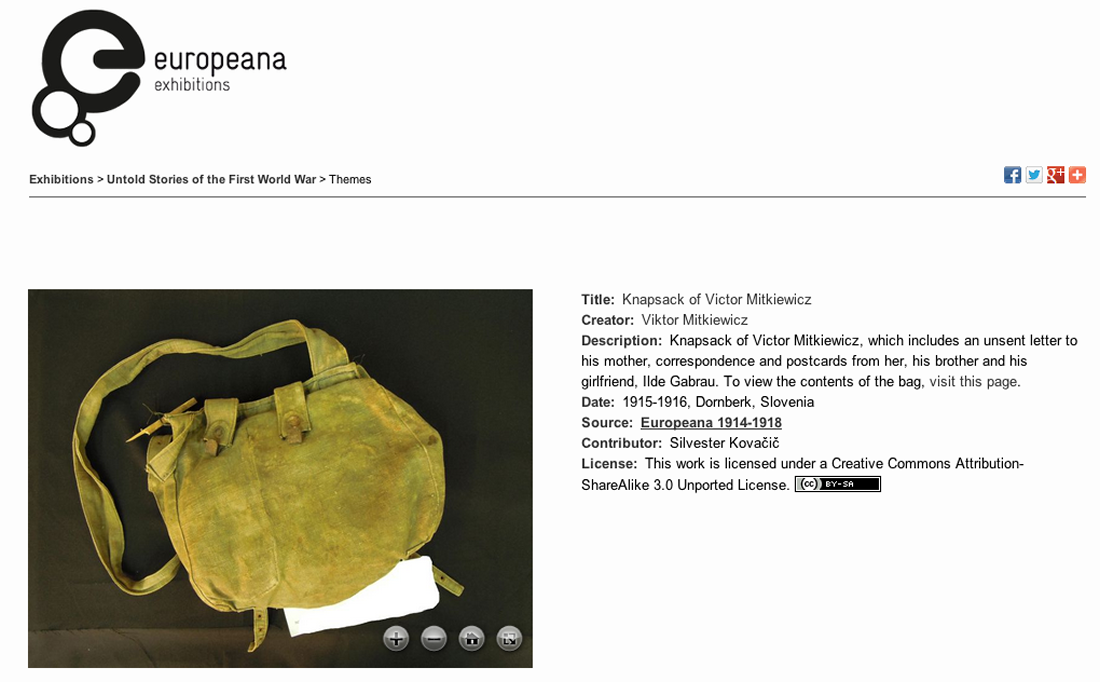 europeana
exhibitions
Exhibitions > Untold Stories of the First World War > Themes
Title: Knapsack of Victor Mitkiewicz
Creator: Viktor Mitkiewicz
Description: Knapsack of Victor Mitkiewicz, which includes an unsent letter to
his mother, correspondence and postcards from her, his brother and his
girlfriend, Ilde Gabrau. To view the contents of the bag, visit this page.
Date: 1915-1916, Dornberk, Slovenia
Source: Europeana 1914-1918
Contributor: Silvester Kovačič
License: This work is licensed under a Creative Commons Attribution-
ShareAlike 3.0 Unported License. cc BY-SA